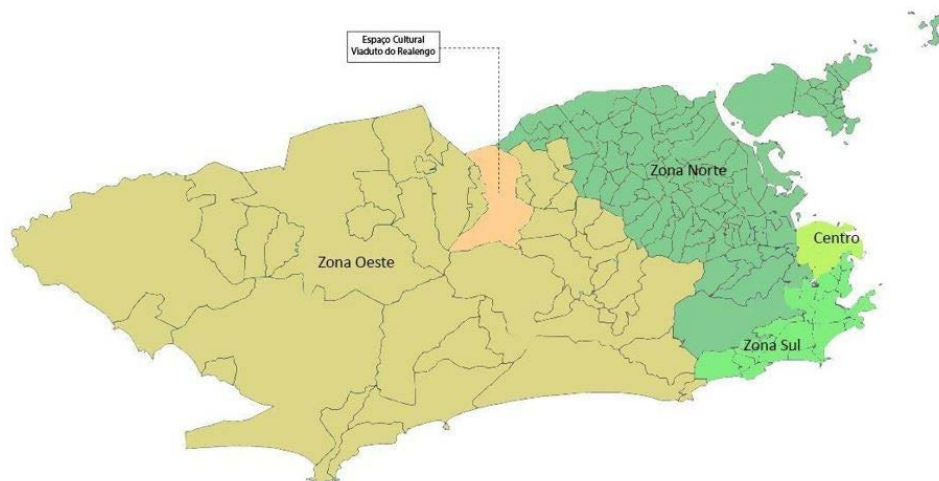 Espaço Cultural
Viaduto do Realengo
Zona Norte
Centro
Zona Oeste
Zona Sul